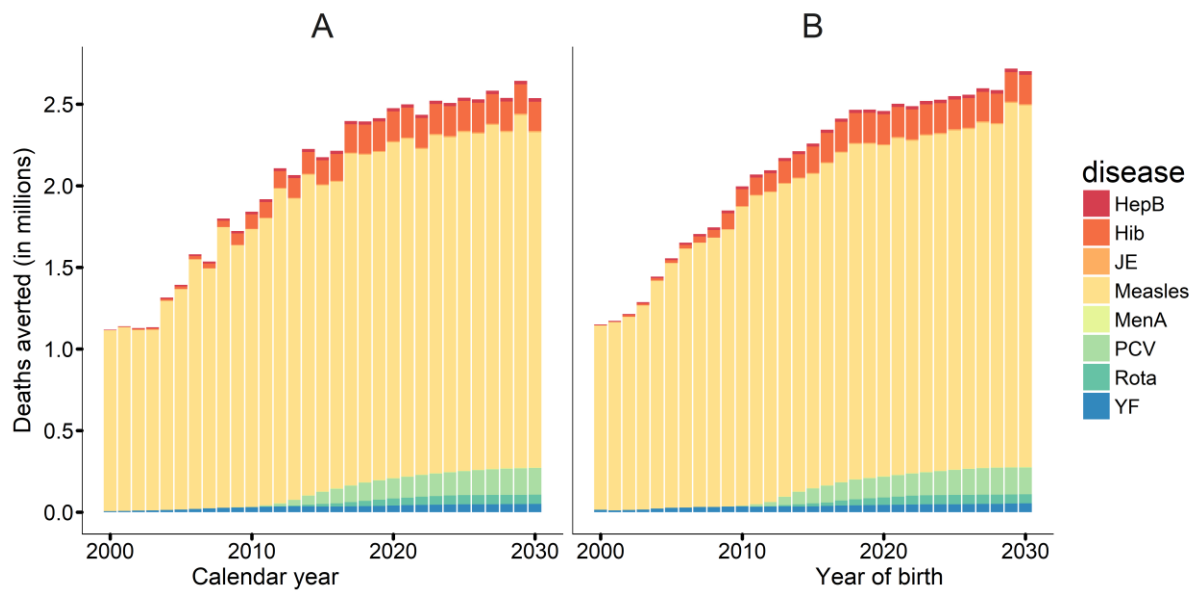 A
B
Deaths averted (in millions)
2.5
2.0
1.5
1.0
0.5
0.0
2000
2010
2020
2030
Calendar year
2000
2010
2020
2030
Year of birth
disease
HepB
Hib
JE
Measles
MenA
PCV
Rota
YF